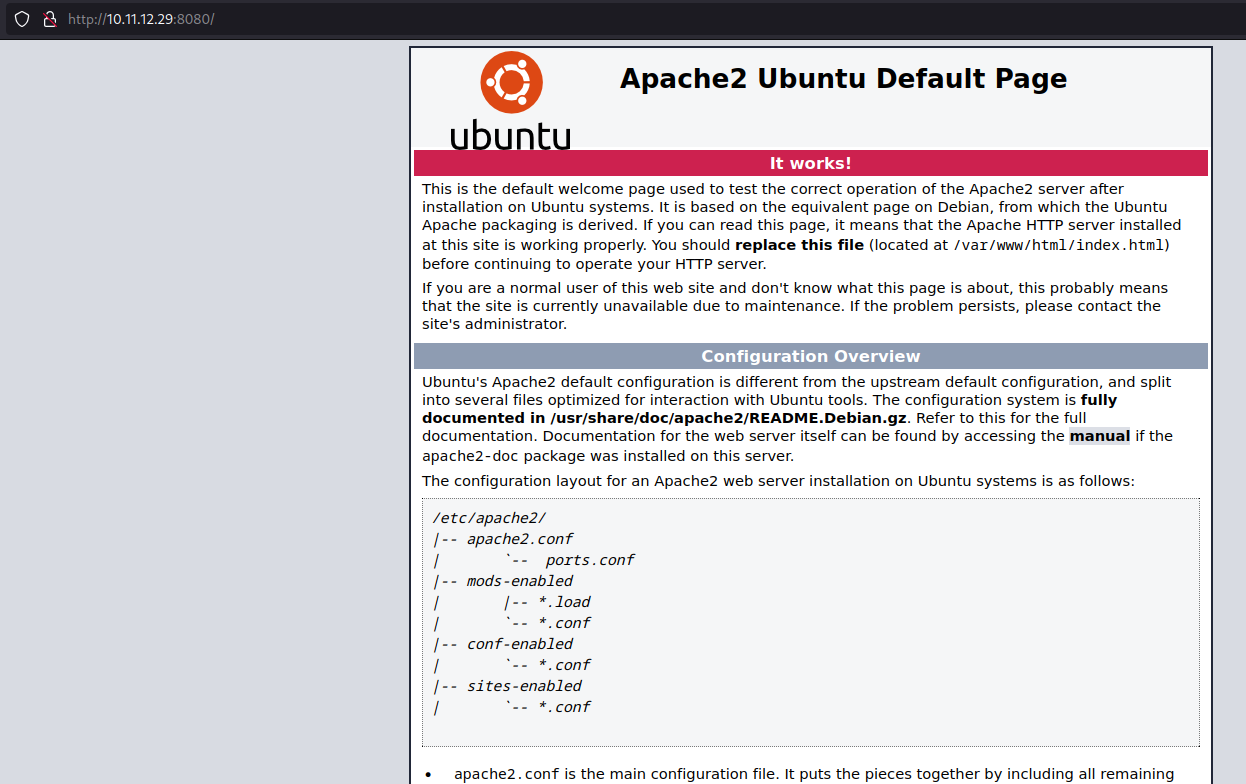 http://10.11.12.29:8080/
ubuntu
Apache2 Ubuntu Default Page
It works!
This is the default welcome page used to test the correct operation of the Apache2 server after
installation on Ubuntu systems. It is based on the equivalent page on Debian, from which the Ubuntu
Apache packaging is derived. If you can read this page, it means that the Apache HTTP server installed
at this site is working properly. You should replace this file (located at /var/www/html/index.html)
before continuing to operate your HTTP server.
If you are a normal user of this web site and don't know what this page is about, this probably means
that the site is currently unavailable due to maintenance. If the problem persists, please contact the
site's administrator.
Configuration Overview
Ubuntu's Apache2 default configuration is different from the upstream default configuration, and split
into several files optimized for interaction with Ubuntu tools. The configuration system is fully
documented in /usr/share/doc/apache2/README.Debian.gz. Refer to this for the full
documentation. Documentation for the web server itself can be found by accessing the manual if the
apache2-doc package was installed on this server.
The configuration layout for an Apache2 web server installation on Ubuntu systems is as follows:
/etc/apache2/
|-- apache2.conf
|       `--  ports.conf
|-- mods-enabled
|       |-- *.load
|       `-- *.conf
|-- conf-enabled
|       `-- *.conf
|-- sites-enabled
|       `-- *.conf
• apache2.conf is the main configuration file. It puts the pieces together by including all remaining